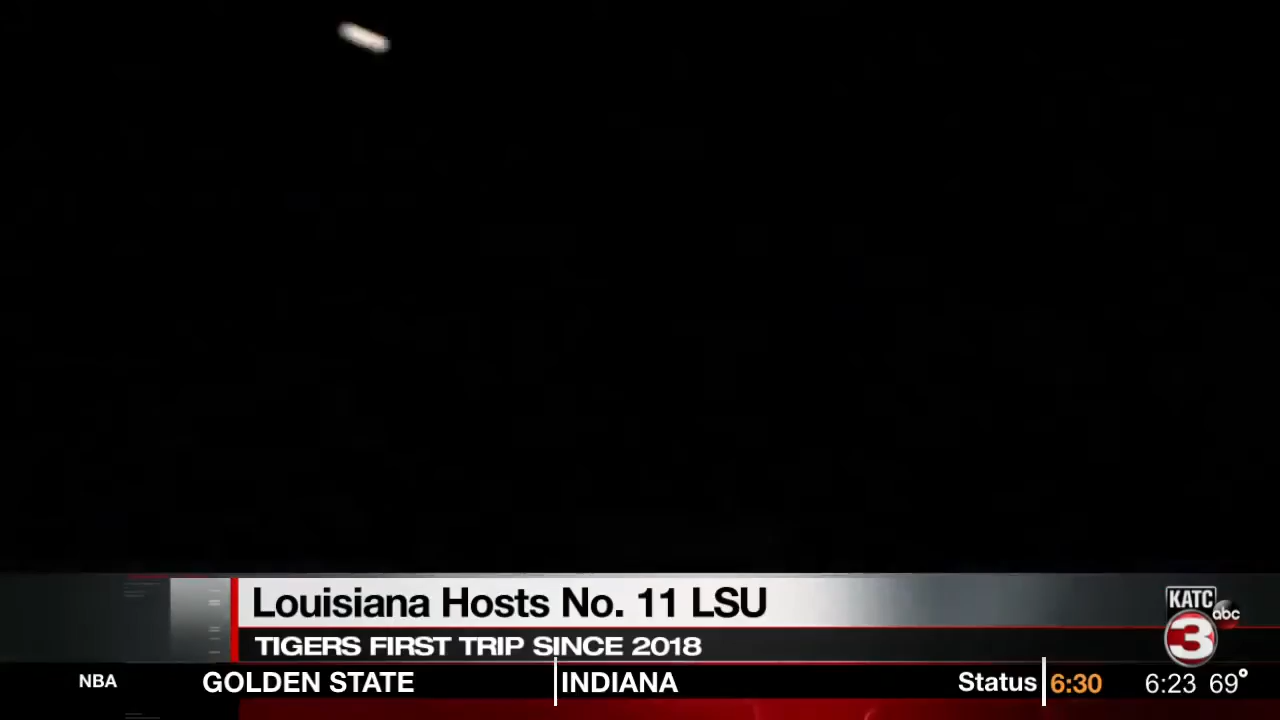 Louisiana Hosts No. 11 LSU
KATC
abc
3
TIGERS FIRST TRIP SINCE 2018
NBA GOLDEN STATE INDIANA Status 6:30 6:23 69°